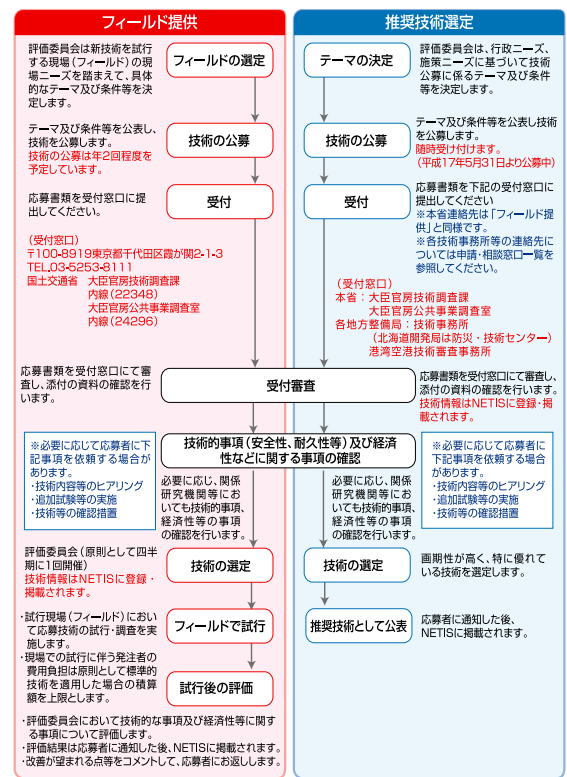 フィールド提供
評価委員会は新技術を試行
する現場（フィールド）の現
場ニーズを踏まえて、具体
的なテーマ及び条件等を決
定します。
フィールドの選定
テーマ及び条件等を公表し、
技術を公募します。
技術の公募は年2回程度を
予定しています。
技術の公募
応募書類を受付窓口に提
出してください。
受付
（受付窓口）
〒100-8919東京都千代田区霞が関2-1-3
TEL.03-5253-8111
国土交通省　大臣官房技術調査課
内線（22348）
大臣官房公共事業調査室
内線（24296）
推奨技術選定
テーマの決定
評価委員会は、行政ニーズ、
施策ニーズに基づいて技術
公募に係るテーマ及び条件
等を決定します。
技術の公募
テーマ及び条件等を公表し技術
を公募します。
随時受け付けます。
（平成17年5月31日より公募中）
受付
応募書類を下記の受付窓口に
提出してください
※本省連絡先は「フィールド提
供」と同様です。
※各技術事務所等の連絡先に
ついては申請・相談窓口一覧を
参照してください。
（受付窓口）
本省：大臣官房技術調査課
大臣官房公共事業調査室
各地方整備局：技術事務所
（北海道開発局は防災・技術センター）
港湾空港技術審査事務所
応募書類を受付窓口にて審
査し、添付の資料の確認を行
います。
受付審査
応募書類を受付窓口にて審査し、
添付の資料の確認を行います。
技術情報はNETISに登録・掲
載されます。
技術的事項（安全性、耐久性等）及び経済
性などに関する事項の確認
※必要に応じて応募者に下
記事項を依頼する場合が
あります。
・技術内容等のヒアリング
・追加試験等の実施
・技術等の確認措置
必要に応じ、関係
研究機関等にお
いても技術的事項、
経済性等の事項
の確認を行います。
必要に応じ、関係
研究機関等にお
いても技術的事項、
経済性等の事項
の確認を行います。
※必要に応じて応募者に
下記事項を依頼する場合
があります。
・技術内容等のヒアリング
・追加試験等の実施
・技術等の確認措置
評価委員会（原則として四半
期に1回開催）
技術情報はNETISに登録・
掲載されます。
技術の選定
・試行現場（フィールド）におい
て応募技術の試行・調査を実
施します。
・現場での試行に伴う発注者の
費用負担は原則として標準的
技術を適用した場合の積算
額を上限とします。
フィールドで試行
試行後の評価
・評価委員会において技術的な事項及び経済性等に関す
る事項について評価します。
・評価結果は応募者に通知した後、NETISに掲載されます。
・改善が望まれる点等をコメントして、応募者にお返しします。
技術の選定
画期性が高く、特に優れて
いる技術を選定します。
推奨技術として公表
応募者に通知した後、
NETISに掲載されます。